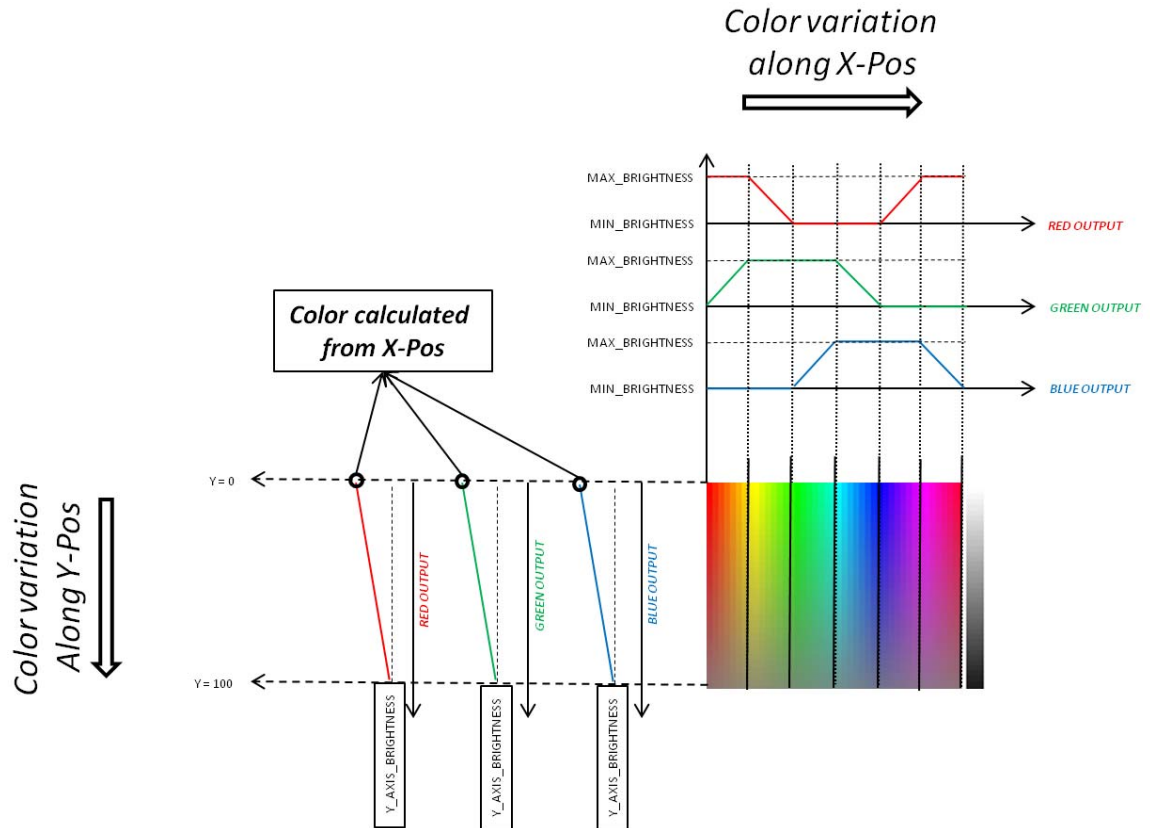 Color variation
along X-Pos
MAX_BRIGHTNESS
MIN_BRIGHTNESS
RED OUTPUT
MAX_BRIGHTNESS
MIN_BRIGHTNESS
GREEN OUTPUT
MAX_BRIGHTNESS
MIN_BRIGHTNESS
BLUE OUTPUT
Color calculated
from X-Pos
Y = 0
Color variation
Along Y-Pos
RED OUTPUT
GREEN OUTPUT
BLUE OUTPUT
Y = 100
Y_AXIS_BRIGHTNESS
Y_AXIS_BRIGHTNESS
Y_AXIS_BRIGHTNESS